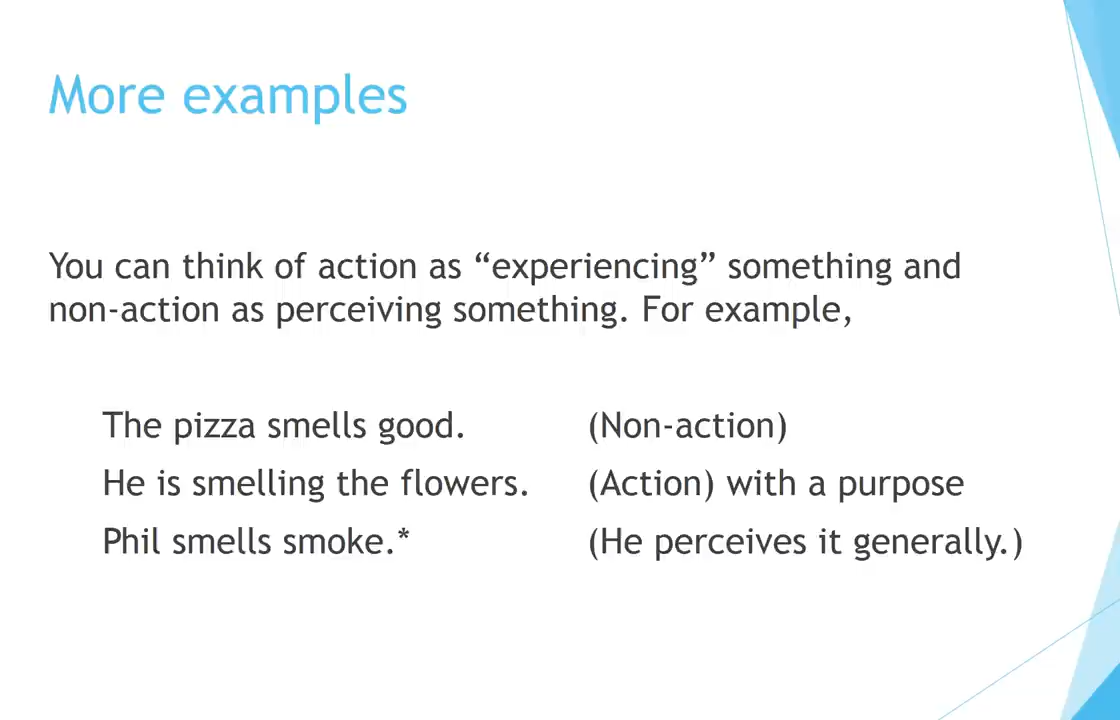 More examples
You can think of action as “experiencing” something and
non-action as perceiving something. For example,
The pizza smells good. (Non-action)
He is smelling the flowers. (Action) with a purpose
Phil smells smoke.* (He perceives it generally.)